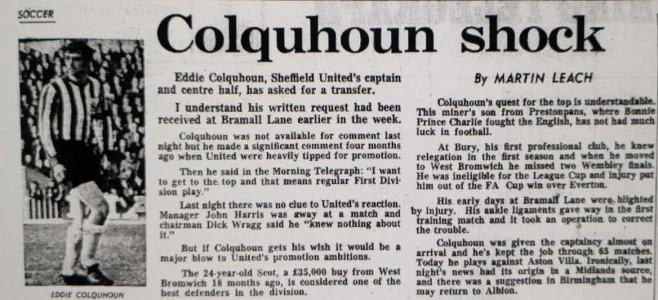 SOCCER
Colquhoun shock
EDDIE COLQUHOUN
Eddie Colquhoun, Sheffield United's captain
and centre half, has asked for a transfer.
I understand his written request had been
received at Bramall Lane earlier in the week.
Colquhoun was not available for comment last
night but he made a significant comment four months
ago when United were heavily tipped for promotion.
Then he said in the Morning Telegraph: "I want
to get to the top and that means regular First Divi-
sion play."
Last night there was no clue to United's reaction.
Manager John Harris was away at a match and
chairman Dick Wragg said he "knew nothing about
it."
But if Colquhoun gets his wish it would be a
major blow to United's promotion ambitions.
The 24-year-old Scot, a £35,000 buy from West
Bromwich 18 months ago, is considered one of the
best defenders in the division.
By MARTIN LEACH
Colquhoun's quest for the top is understandable.
This miner's son from Prestonpans, where Bonnie
Prince Charlie fought the English, has not had much
luck in football.
At Bury, his first professional club, he knew
relegation in the first season and when he moved
to West Bromwich he missed two Wembley finals.
He was ineligible for the League Cup and injury put
him out of the FA Cup win over Everton.
His early days at Bramall Lane were blighted
by injury. His ankle ligaments gave way in the first
training match and it took an operation to correct
the trouble.
Colquhoun was given the captaincy almost on
arrival and he's kept the job through 65 matches.
Today he plays against Aston Villa. Ironically, last
night's news had its origin in a Midlands source,
and there was a suggestion in Birmingham that he
may return to Albion.